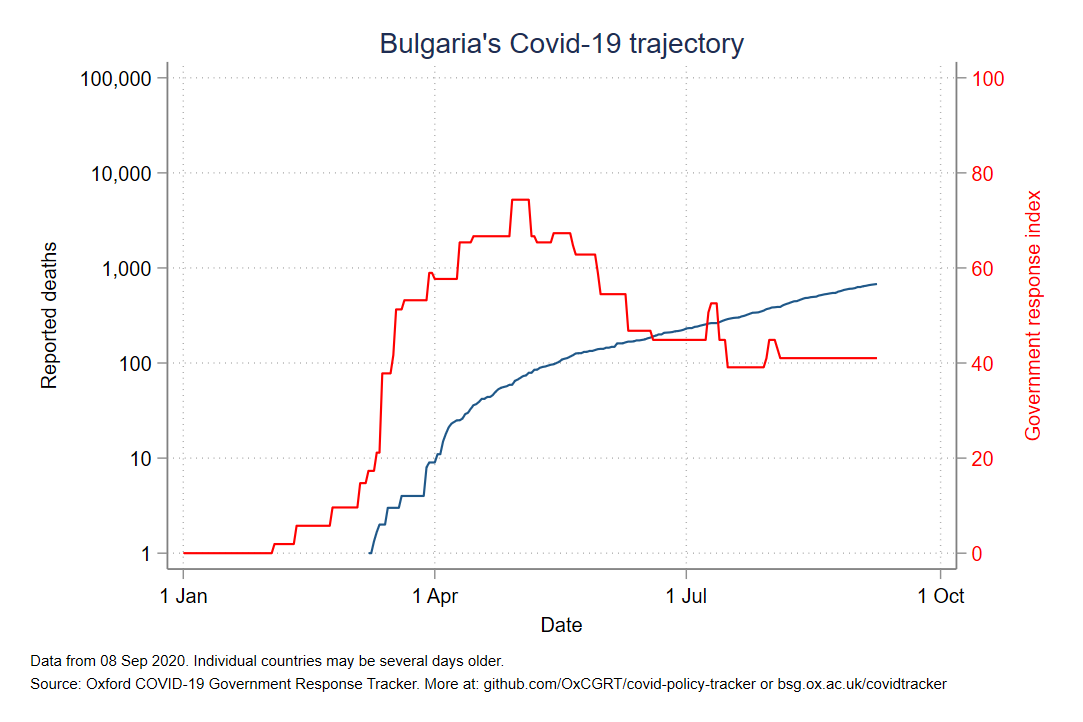 Bulgaria's Covid-19 trajectory
100,000
10,000
1,000
100
10
1
Reported deaths
100
80
60
40
20
0
Government response index
1 Jan
1 Apr
1 Jul
1 Oct
Date
Data from 08 Sep 2020. Individual countries may be several days older.
Source: Oxford COVID-19 Government Response Tracker. More at: github.com/OxCGRT/covid-policy-tracker or bsg.ox.ac.uk/covidtracker